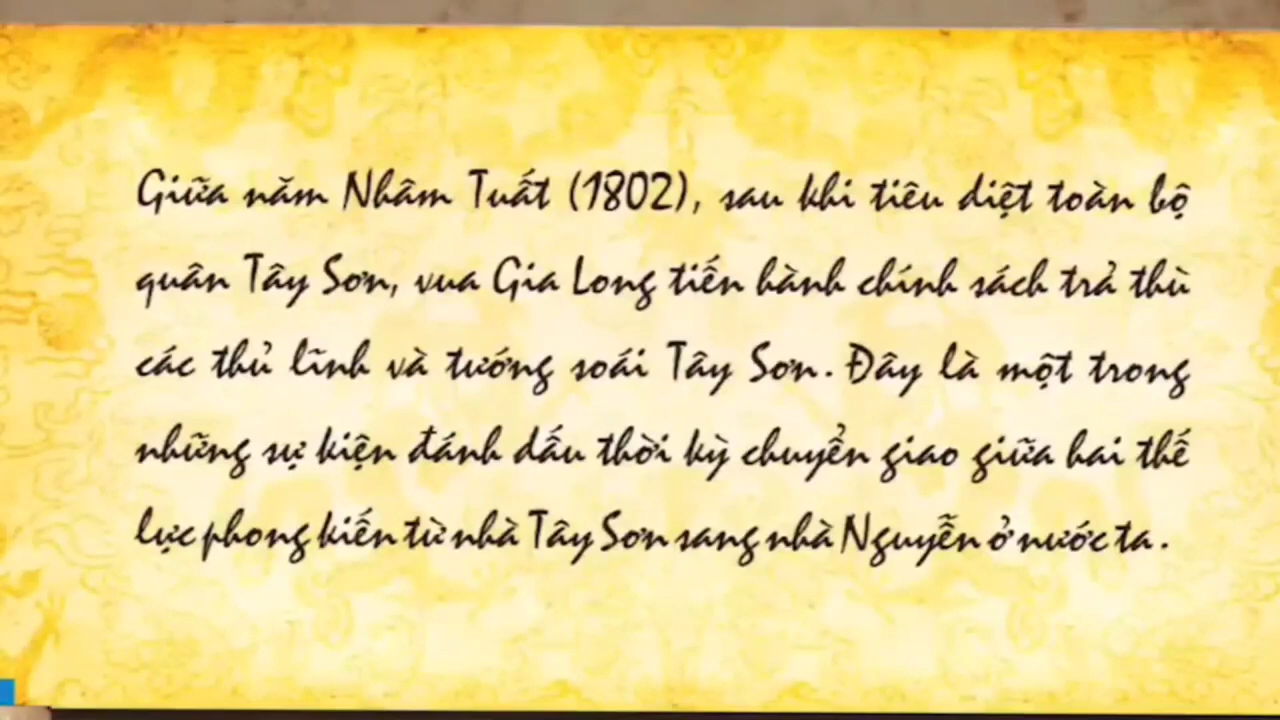 Giữa năm Nhâm Tuất (1802), sau khi tiêu diệt toàn bộ
quân Tây Sơn, vua Gia Long tiến hành chính sách trả thù
các thủ lĩnh và tướng soái Tây Sơn. Đây là một trong
những sự kiện đánh dấu thời kỳ chuyển giao giữa hai thế
lực phong kiến từ nhà Tây Sơn sang nhà Nguyễn ở nước ta.